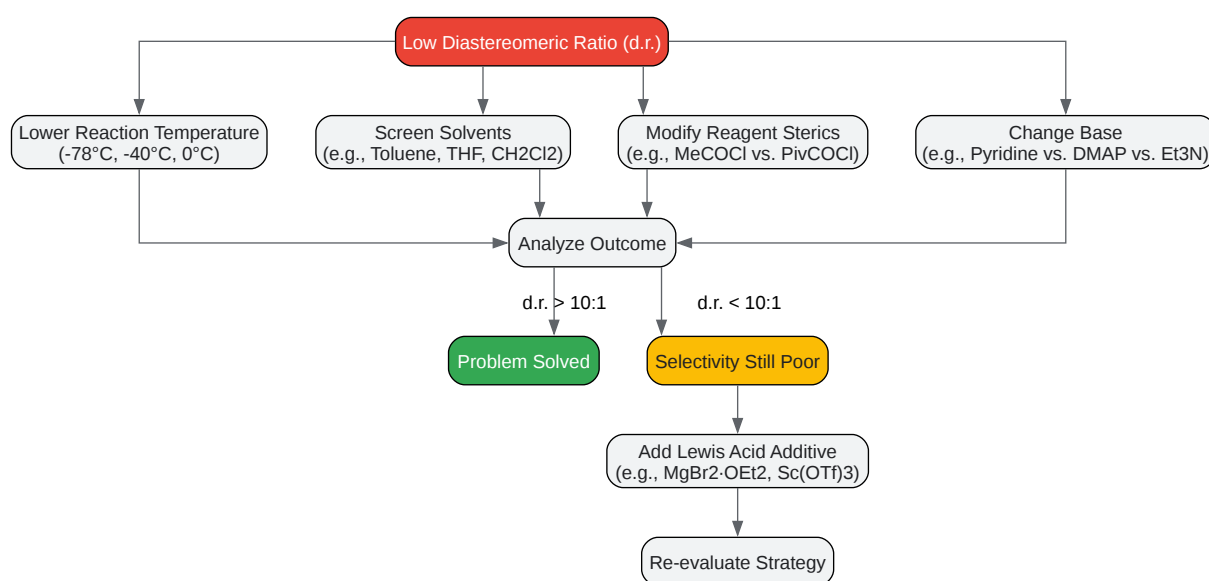 Low Diastereomeric Ratio (d.r.)
Lower Reaction Temperature
(-78°C, -40°C, 0°C)
Screen Solvents
(e.g., Toluene, THF, CH2Cl2)
Modify Reagent Sterics
(e.g., MeCOCl vs. PivCOCl)
Change Base
(e.g., Pyridine vs. DMAP vs. Et3N)
Analyze Outcome
d.r. > 10:1
d.r. < 10:1
Problem Solved
Selectivity Still Poor
Add Lewis Acid Additive
(e.g., MgBr2·OEt2, Sc(OTf)3)
Re-evaluate Strategy